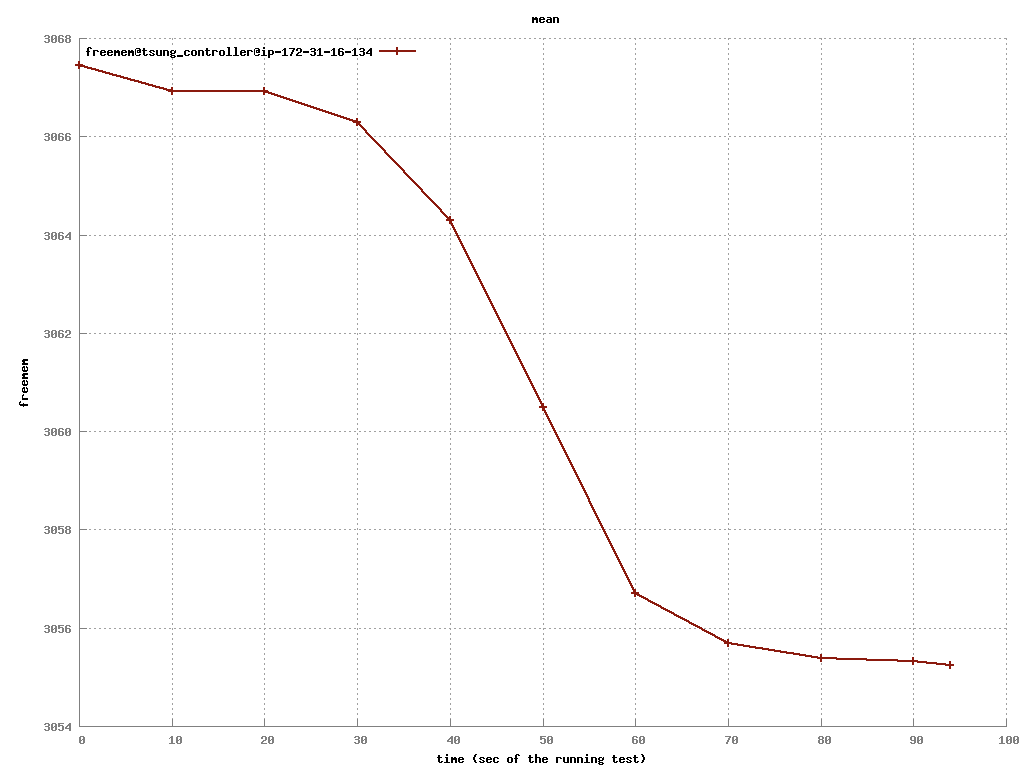 mean
3068
freemem@tsung_controller@ip-172-31-16-134
3066
3064
3062
freemem
3060
3058
3056
3054
0 10 20 30 40 50 60 70 80 90 100
time (sec of the running test)